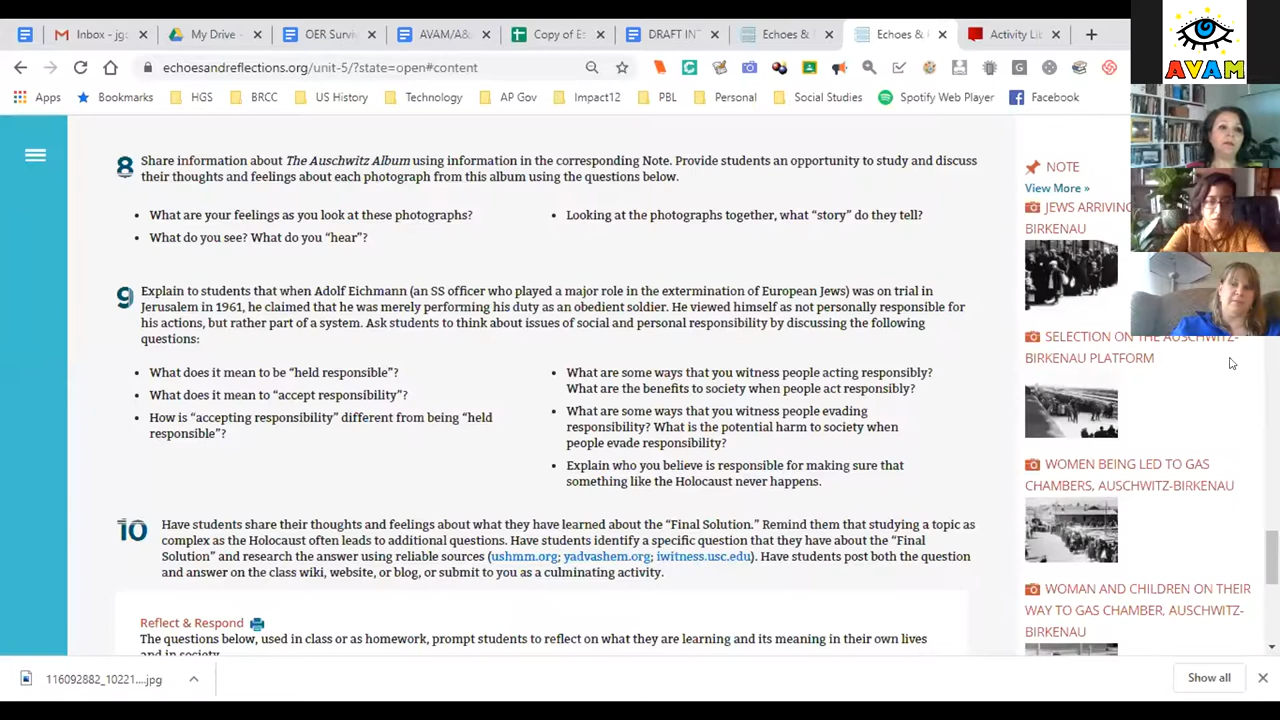 Inbox - jg
My Drive -
OER Survi
AVAM/A&
Copy of Es
DRAFT IN
Echoes &
Echoes &
Activity Li
echoesandreflections.org/unit-5/?state=open#content
Apps
Bookmarks
HGS
BRCC
US History
Technology
AP Gov
Impact12
PBL
Personal
Social Studies
Spotify Web Player
Facebook
AVAM
8 Share information about The Auschwitz Album using information in the corresponding Note. Provide students an opportunity to study and discuss
their thoughts and feelings about each photograph from this album using the questions below.
• What are your feelings as you look at these photographs?
• What do you see? What do you “hear”?
• Looking at the photographs together, what “story” do they tell?
9 Explain to students that when Adolf Eichmann (an SS officer who played a major role in the extermination of European Jews) was on trial in
Jerusalem in 1961, he claimed that he was merely performing his duty as an obedient soldier. He viewed himself as not personally responsible for
his actions, but rather part of a system. Ask students to think about issues of social and personal responsibility by discussing the following
questions:
• What does it mean to be “held responsible”?
• What does it mean to “accept responsibility”?
• How is “accepting responsibility” different from being “held
responsible”?
• What are some ways that you witness people acting responsibly?
What are the benefits to society when people act responsibly?
• What are some ways that you witness people evading
responsibility? What is the potential harm to society when
people evade responsibility?
• Explain who you believe is responsible for making sure that
something like the Holocaust never happens.
10 Have students share their thoughts and feelings about what they have learned about the “Final Solution.” Remind them that studying a topic as
complex as the Holocaust often leads to additional questions. Have students identify a specific question that they have about the “Final
Solution” and research the answer using reliable sources (ushmm.org; yadvashem.org; iwitness.usc.edu). Have students post both the question
and answer on the class wiki, website, or blog, or submit to you as a culminating activity.
Reflect & Respond
The questions below, used in class or as homework, prompt students to reflect on what they are learning and its meaning in their own lives
and in society.
NOTE
View More »
JEWS ARRIVING
BIRKENAU
SELECTION ON THE AUSCHWITZ-
BIRKENAU PLATFORM
WOMEN BEING LED TO GAS
CHAMBERS, AUSCHWITZ-BIRKENAU
WOMAN AND CHILDREN ON THEIR
WAY TO GAS CHAMBER, AUSCHWITZ-
BIRKENAU
116092882_10221....jpg
Show all